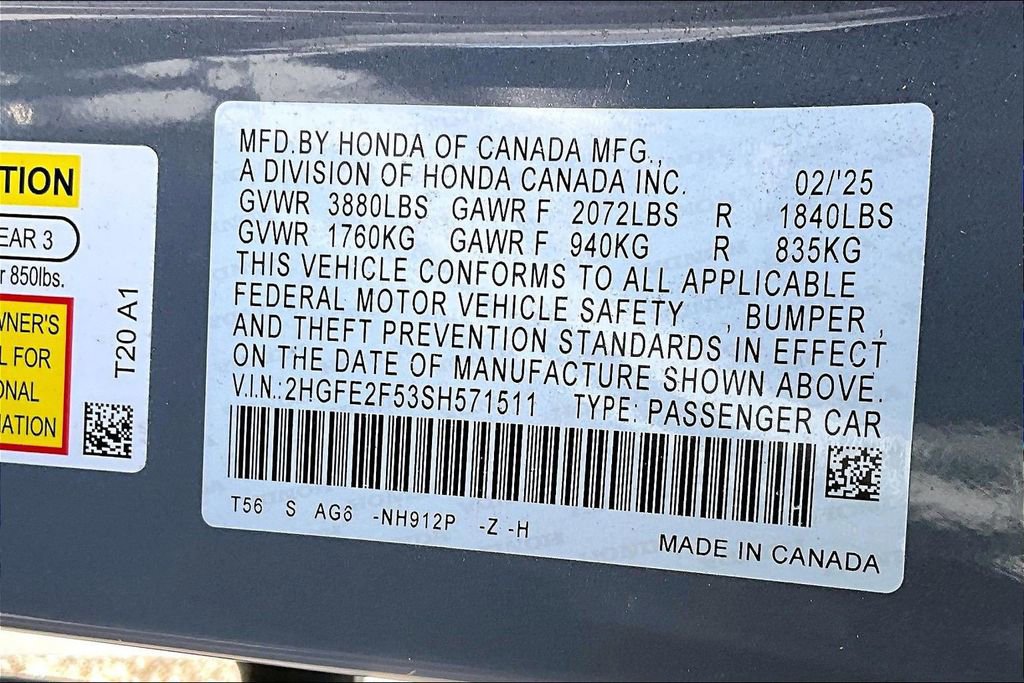 TION
EAR 3
r 850lbs.
WNER'S
L FOR
ONAL
ATION
T20 A1
MFD.BY HONDA OF CANADA MFG.,
A DIVISION OF HONDA CANADA INC. 02/'25
GVWR 3880LBS GAWR F 2072LBS R 1840LBS
GVWR 1760KG GAWR F 940KG R 835KG
THIS VEHICLE CONFORMS TO ALL APPLICABLE
FEDERAL MOTOR VEHICLE SAFETY , BUMPER ,
AND THEFT PREVENTION STANDARDS IN EFFECT
ON THE DATE OF MANUFACTURE SHOWN ABOVE.
V.I.N.:2HGFE2F53SH571511 TYPE: PASSENGER CAR
T56 S AG6 -NH912P -Z -H
MADE IN CANADA